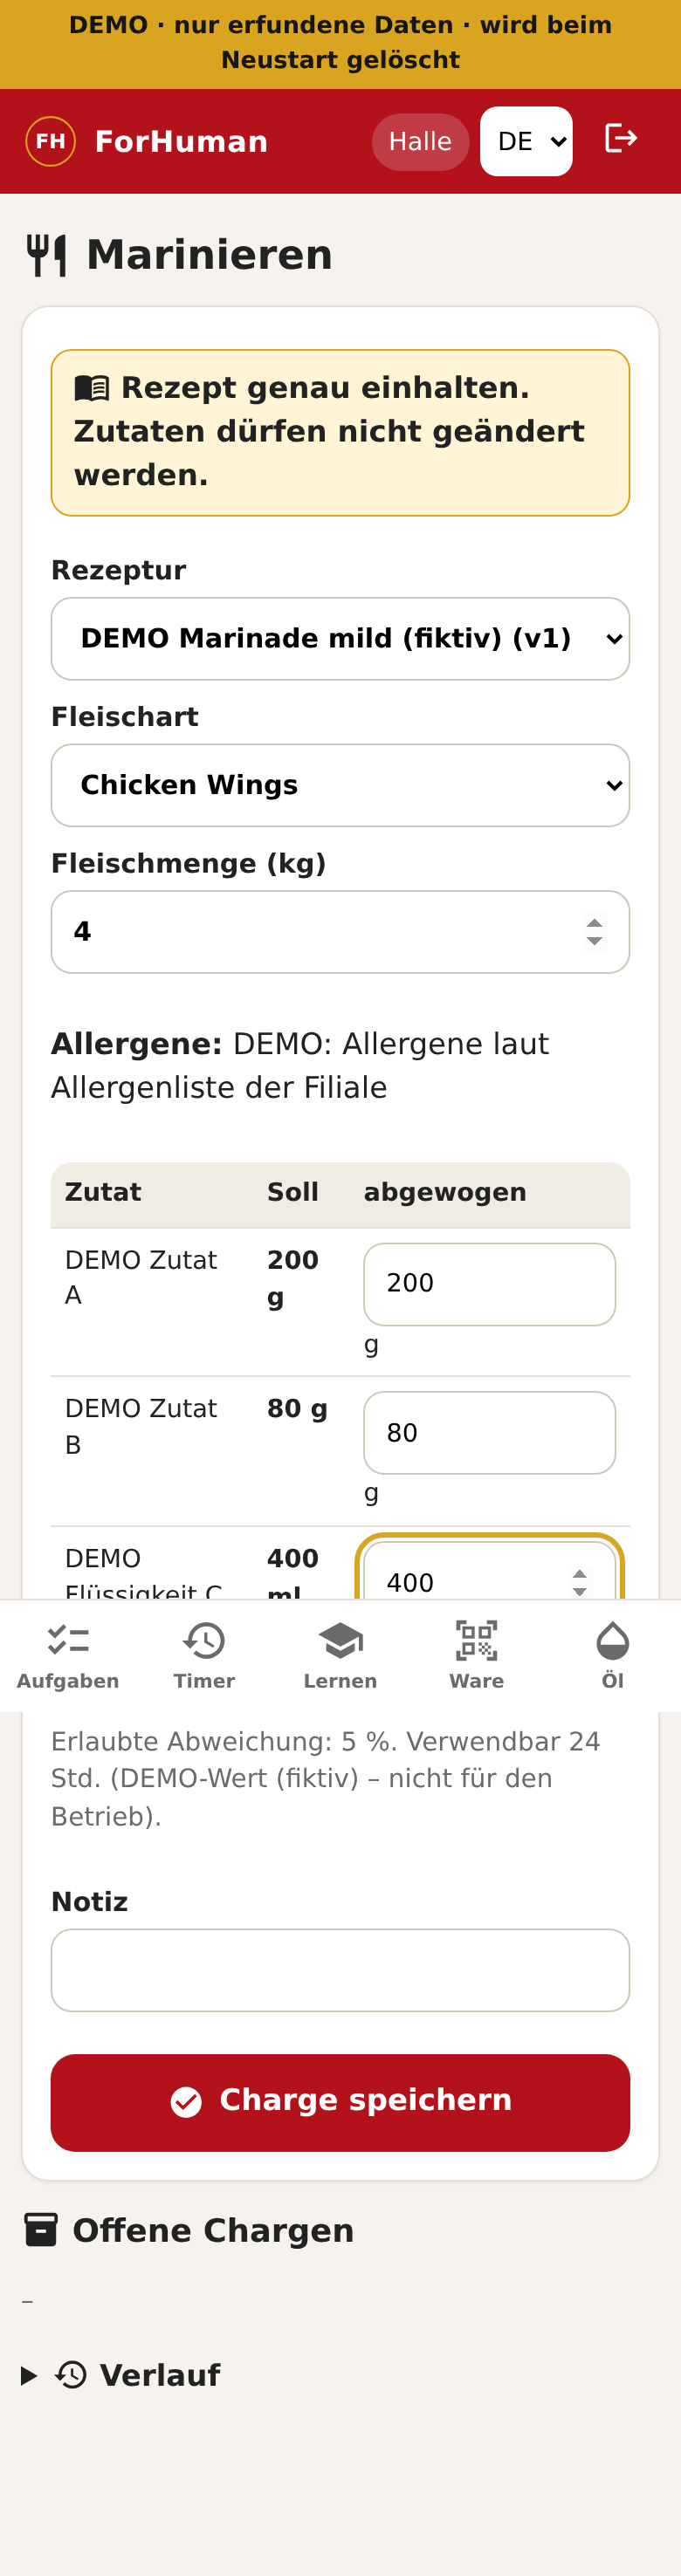 DEMO · nur erfundene Daten · wird beim
Neustart gelöscht
FH ForHuman Halle DE
Marinieren
Rezept genau einhalten.
Zutaten dürfen nicht geändert
werden.
Rezeptur
DEMO Marinade mild (fiktiv) (v1)
Fleischart
Chicken Wings
Fleischmenge (kg)
4
Allergene: DEMO: Allergene laut
Allergenliste der Filiale
Zutat Soll abgewogen
DEMO Zutat
A
200
g
200
g
DEMO Zutat
B
80 g
80
g
DEMO
Flüssigkeit C
400
ml
400
Aufgaben Timer Lernen Ware Öl
Erlaubte Abweichung: 5 %. Verwendbar 24
Std. (DEMO-Wert (fiktiv) – nicht für den
Betrieb).
Notiz
Charge speichern
Offene Chargen
–
Verlauf